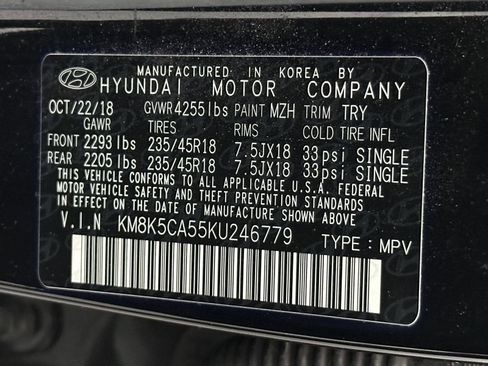 MANUFACTURED IN KOREA BY
HYUNDAI MOTOR COMPANY
OCT/22/18 GVWR 4255lbs PAINT MZH TRIM TRY
GAWR TIRES RIMS COLD TIRE INFL
FRONT 2293 lbs 235/45R18 7.5JX18 33psi SINGLE
REAR 2205 lbs 235/45R18 7.5JX18 33psi SINGLE
THIS VEHICLE CONFORMS TO ALL APPLICABLE U.S.A. FEDERAL
MOTOR VEHICLE SAFETY AND THEFT PREVENTION STANDARDS
IN EFFECT ON THE DATE OF MANUFACTURE SHOWN ABOVE.
V.I.N KM8K5CA55KU246779 TYPE : MPV